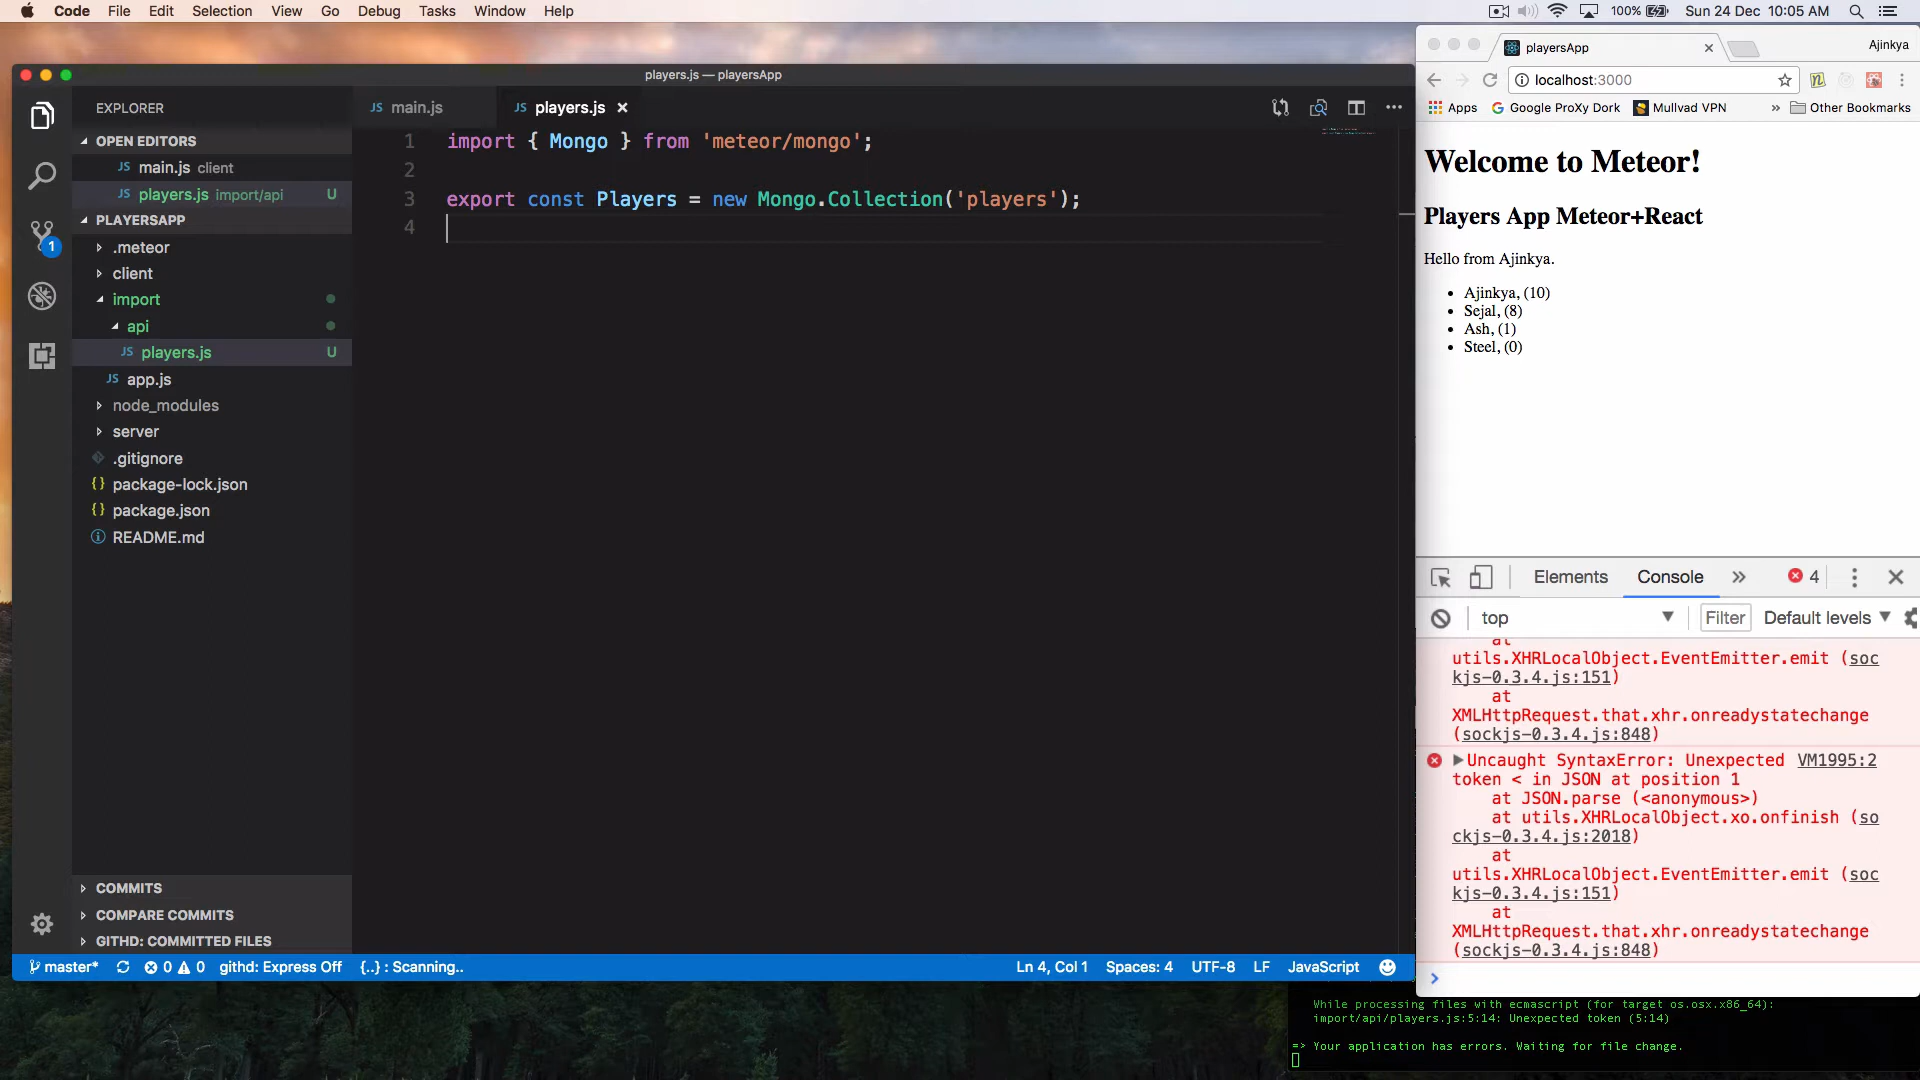 Code File Edit Selection View Go Debug Tasks Window Help
100% Sun 24 Dec 10:05 AM
players.js — playersApp
EXPLORER
OPEN EDITORS
JS main.js client
JS players.js import/api U
PLAYERSAPP
.meteor
client
import
api
JS players.js U
JS app.js
node_modules
server
.gitignore
{} package-lock.json
{} package.json
README.md
COMMITS
COMPARE COMMITS
GITHD: COMMITTED FILES
1
JS main.js
JS players.js
1 import { Mongo } from 'meteor/mongo';
2
3 export const Players = new Mongo.Collection('players');
4
master* 0 0 githd: Express Off {..} : Scanning.. Ln 4, Col 1 Spaces: 4 UTF-8 LF JavaScript
playersApp
Ajinkya
localhost:3000
Apps Google ProXy Dork Mullvad VPN » Other Bookmarks
Welcome to Meteor!
Players App Meteor+React
Hello from Ajinkya.
• Ajinkya, (10)
• Sejal, (8)
• Ash, (1)
• Steel, (0)
Elements Console » 4
top Filter Default levels
at
utils.XHRLocalObject.EventEmitter.emit (soc
kjs-0.3.4.js:151)
at
XMLHttpRequest.that.xhr.onreadystatechange
(sockjs-0.3.4.js:848)
Uncaught SyntaxError: Unexpected VM1995:2
token < in JSON at position 1
at JSON.parse (<anonymous>)
at utils.XHRLocalObject.xo.onfinish (so
ckjs-0.3.4.js:2018)
at
utils.XHRLocalObject.EventEmitter.emit (soc
kjs-0.3.4.js:151)
at
XMLHttpRequest.that.xhr.onreadystatechange
(sockjs-0.3.4.js:848)
While processing files with ecmascript (for target os.osx.x86_64):
import/api/players.js:5:14: Unexpected token (5:14)
=> Your application has errors. Waiting for file change.